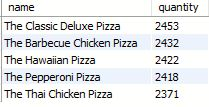 name quantity
The Classic Deluxe Pizza 2453
The Barbecue Chicken Pizza 2432
The Hawaiian Pizza 2422
The Pepperoni Pizza 2418
The Thai Chicken Pizza 2371